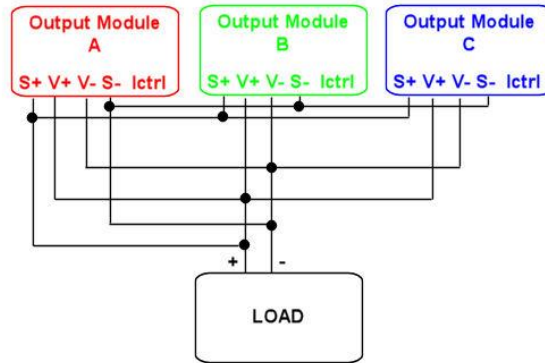 Output Module
A
S+ V+ V- S- Ictrl
Output Module
B
S+ V+ V- S- Ictrl
Output Module
C
S+ V+ V- S- Ictrl
+ -
LOAD